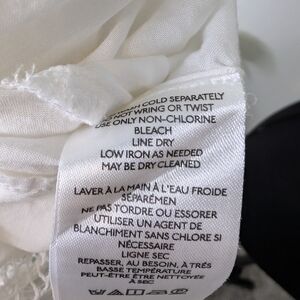 COLD SEPARATELY
NOT WRING OR TWIST
USE ONLY NON-CHLORINE
BLEACH
LINE DRY
LOW IRON AS NEEDED
MAY BE DRY CLEANED
LAVER À LA MAIN À L'EAU FROIDE
SÉPARÉMEN
NE PAS TORDRE OU ESSORER
UTILISER UN AGENT DE
BLANCHIMENT SANS CHLORE SI
NÉCESSAIRE
LIGNE SEC
REPASSER, AU BESOIN, À TRÈS
BASSE TEMPÉRATURE
PEUT-ÊTRE ÊTRE NETTOYÉE
À SEC